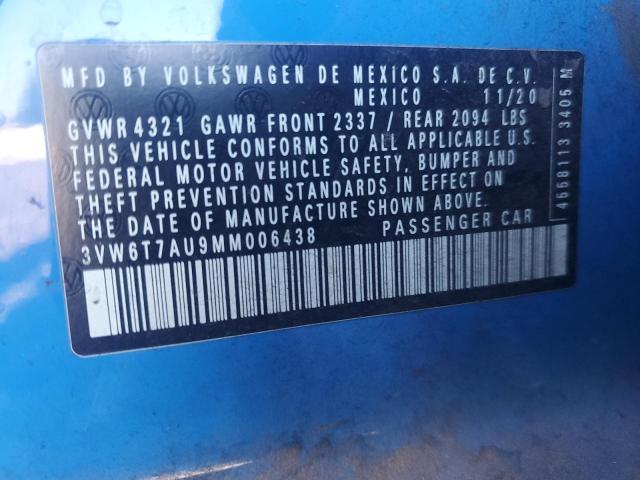 MFD BY VOLKSWAGEN DE MEXICO S.A. DE C.V.
MEXICO 11/20
GVWR 4321 GAWR FRONT 2337 / REAR 2094 LBS
THIS VEHICLE CONFORMS TO ALL APPLICABLE U.S.
FEDERAL MOTOR VEHICLE SAFETY, BUMPER AND
THEFT PREVENTION STANDARDS IN EFFECT ON
THE DATE OF MANUFACTURE SHOWN ABOVE.
3VW6T7AU9MM006438 PASSENGER CAR
4558113 3405 M